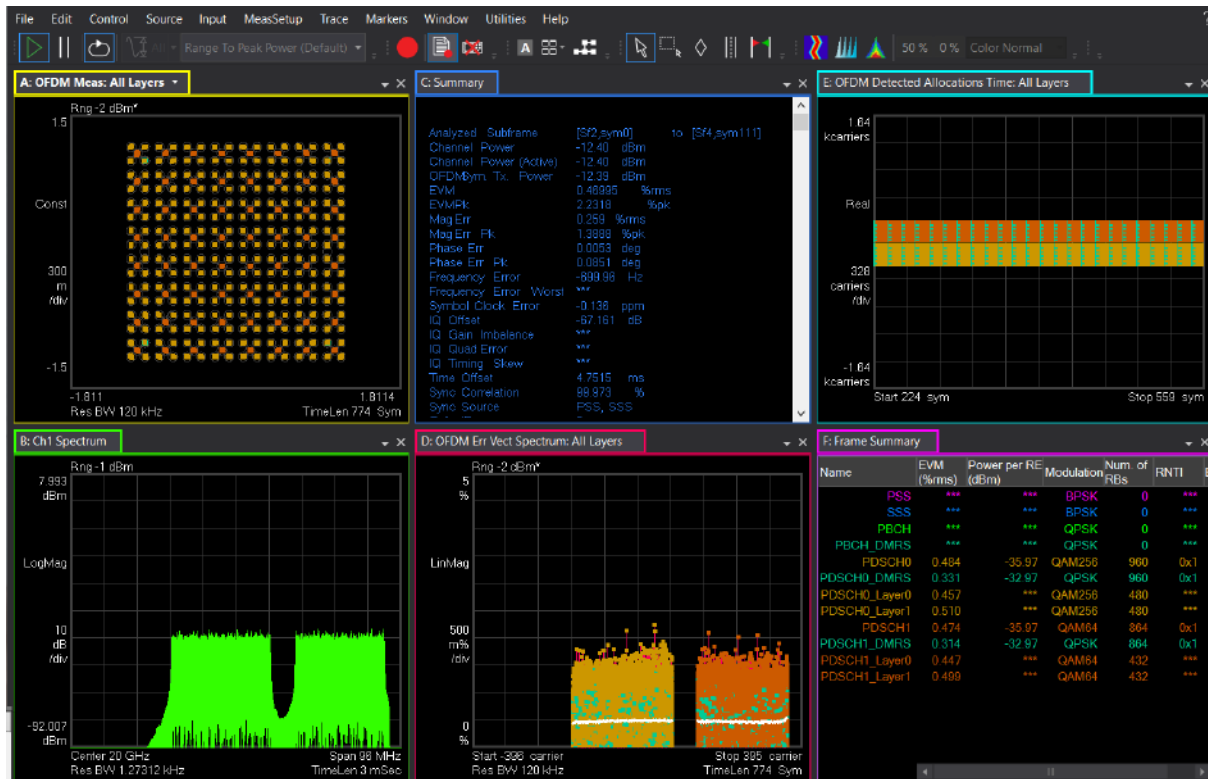 File Edit Control Source Input MeasSetup Trace Markers Window Utilities Help
All Range To Peak Power (Default) A 50 % 0 % Color Normal
A: OFDM Meas: All Layers
Rng -2 dBm*
1.5
Const
300
m
/div
-1.5
-1.811 1.8114
Res BW 120 kHz TimeLen 774 Sym
C: Summary
Analyzed Subframe [Sf2,sym0] to [Sf4,sym111]
Channel Power -12.40 dBm
Channel Power (Active) -12.40 dBm
OFDMSym. Tx. Power -12.39 dBm
EVM 0.46995 %rms
EVMPk 2.2318 %pk
Mag Err 0.259 %rms
Mag Err Pk 1.3888 %pk
Phase Err 0.0053 deg
Phase Err Pk 0.0851 deg
Frequency Error -699.98 Hz
Frequency Error Worst ***
Symbol Clock Error -0.136 ppm
IQ Offset -67.161 dB
IQ Gain Imbalance ***
IQ Quad Error ***
IQ Timing Skew ***
Time Offset 4.7515 ms
Sync Correlation 99.973 %
Sync Source PSS, SSS
E: OFDM Detected Allocations Time: All Layers
1.64
kcarriers
Real
328
carriers
/div
-1.64
kcarriers
Start 224 sym Stop 559 sym
B: Ch1 Spectrum
Rng -1 dBm
7.993
dBm
LogMag
10
dB
/div
-92.007
dBm
Center 20 GHz Span 96 MHz
Res BW 1.27312 kHz TimeLen 3 mSec
D: OFDM Err Vect Spectrum: All Layers
Rng -2 dBm*
5
%
LinMag
500
m%
/div
0
%
Start -396 carrier Stop 395 carrier
Res BW 120 kHz TimeLen 774 Sym
F: Frame Summary
Name EVM (%rms) Power per RE (dBm) Modulation Num. of RBs RNTI
PSS *** *** BPSK 0 ***
SSS *** *** BPSK 0 ***
PBCH *** *** QPSK 0 ***
PBCH_DMRS *** *** QPSK 0 ***
PDSCH0 0.484 -35.97 QAM256 960 0x1
PDSCH0_DMRS 0.331 -32.97 QPSK 960 0x1
PDSCH0_Layer0 0.457 *** QAM256 480 ***
PDSCH0_Layer1 0.510 *** QAM256 480 ***
PDSCH1 0.474 -35.97 QAM64 864 0x1
PDSCH1_DMRS 0.314 -32.97 QPSK 864 0x1
PDSCH1_Layer0 0.447 *** QAM64 432 ***
PDSCH1_Layer1 0.499 *** QAM64 432 ***